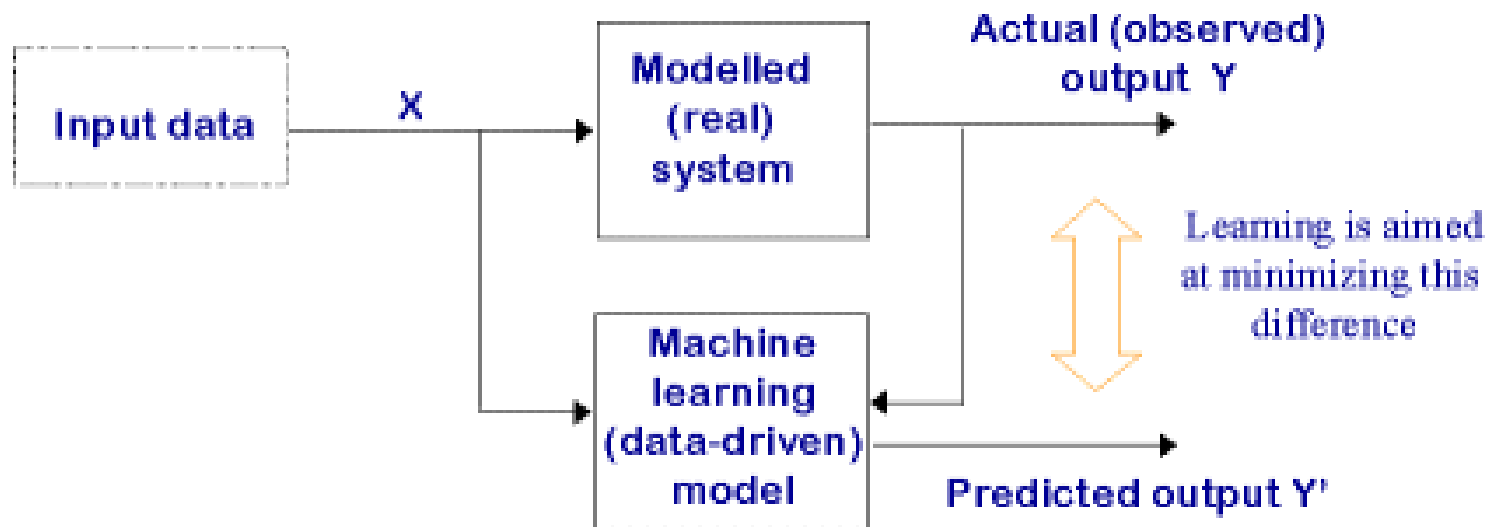 Input data
X
Modelled
(real)
system
Actual (observed)
output Y
Learning is aimed
at minimizing this
difference
Machine
learning
(data-driven)
model
Predicted output Y'